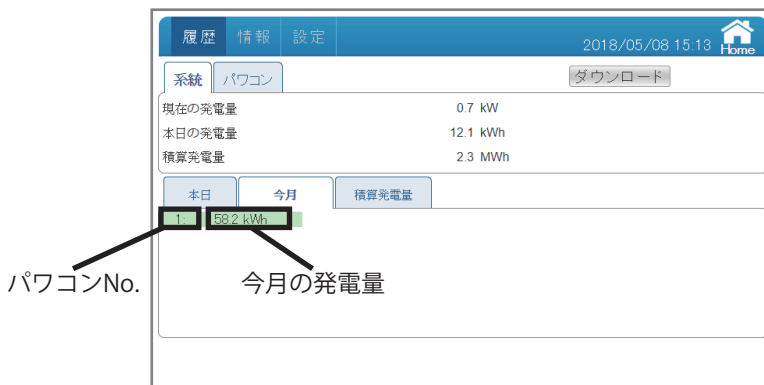 履歴 情報 設定
2018/05/08 15:13 Home
系統 パワコン ダウンロード
現在の発電量 0.7 kW
本日の発電量 12.1 kWh
積算発電量 2.3 MWh
本日 今月 積算発電量
1: 58.2 kWh
パワコンNo. 今月の発電量